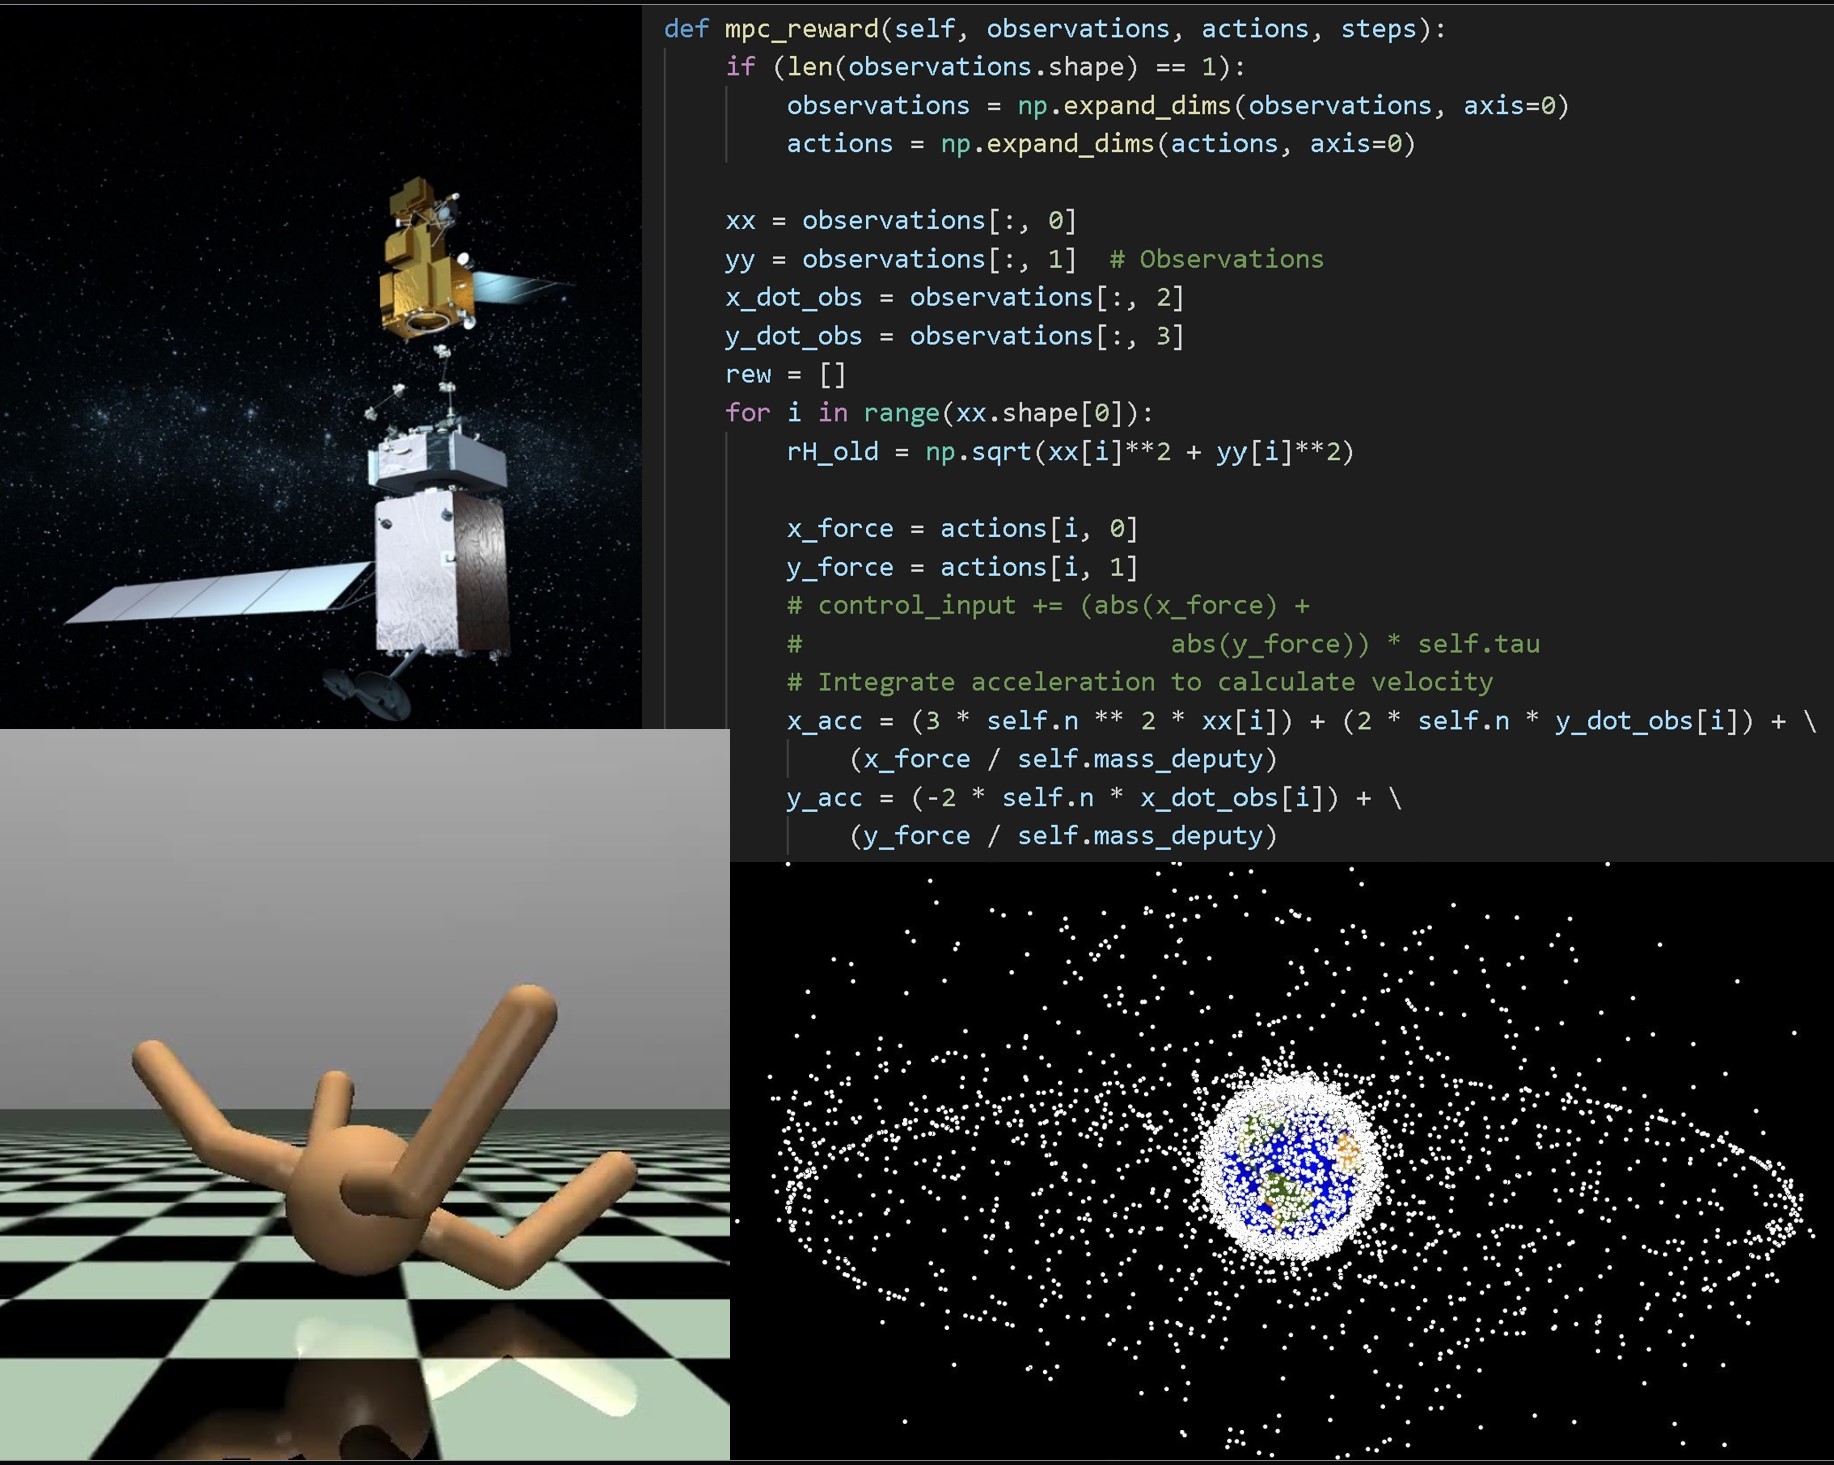 def mpc_reward(self, observations, actions, steps):
if (len(observations.shape) == 1):
observations = np.expand_dims(observations, axis=0)
actions = np.expand_dims(actions, axis=0)
xx = observations[:, 0]
yy = observations[:, 1]  # Observations
x_dot_obs = observations[:, 2]
y_dot_obs = observations[:, 3]
rew = []
for i in range(xx.shape[0]):
rH_old = np.sqrt(xx[i]**2 + yy[i]**2)
x_force = actions[i, 0]
y_force = actions[i, 1]
# control_input += (abs(x_force) +
#                        abs(y_force)) * self.tau
# Integrate acceleration to calculate velocity
x_acc = (3 * self.n ** 2 * xx[i]) + (2 * self.n * y_dot_obs[i]) + \
(x_force / self.mass_deputy)
y_acc = (-2 * self.n * x_dot_obs[i]) + \
(y_force / self.mass_deputy)